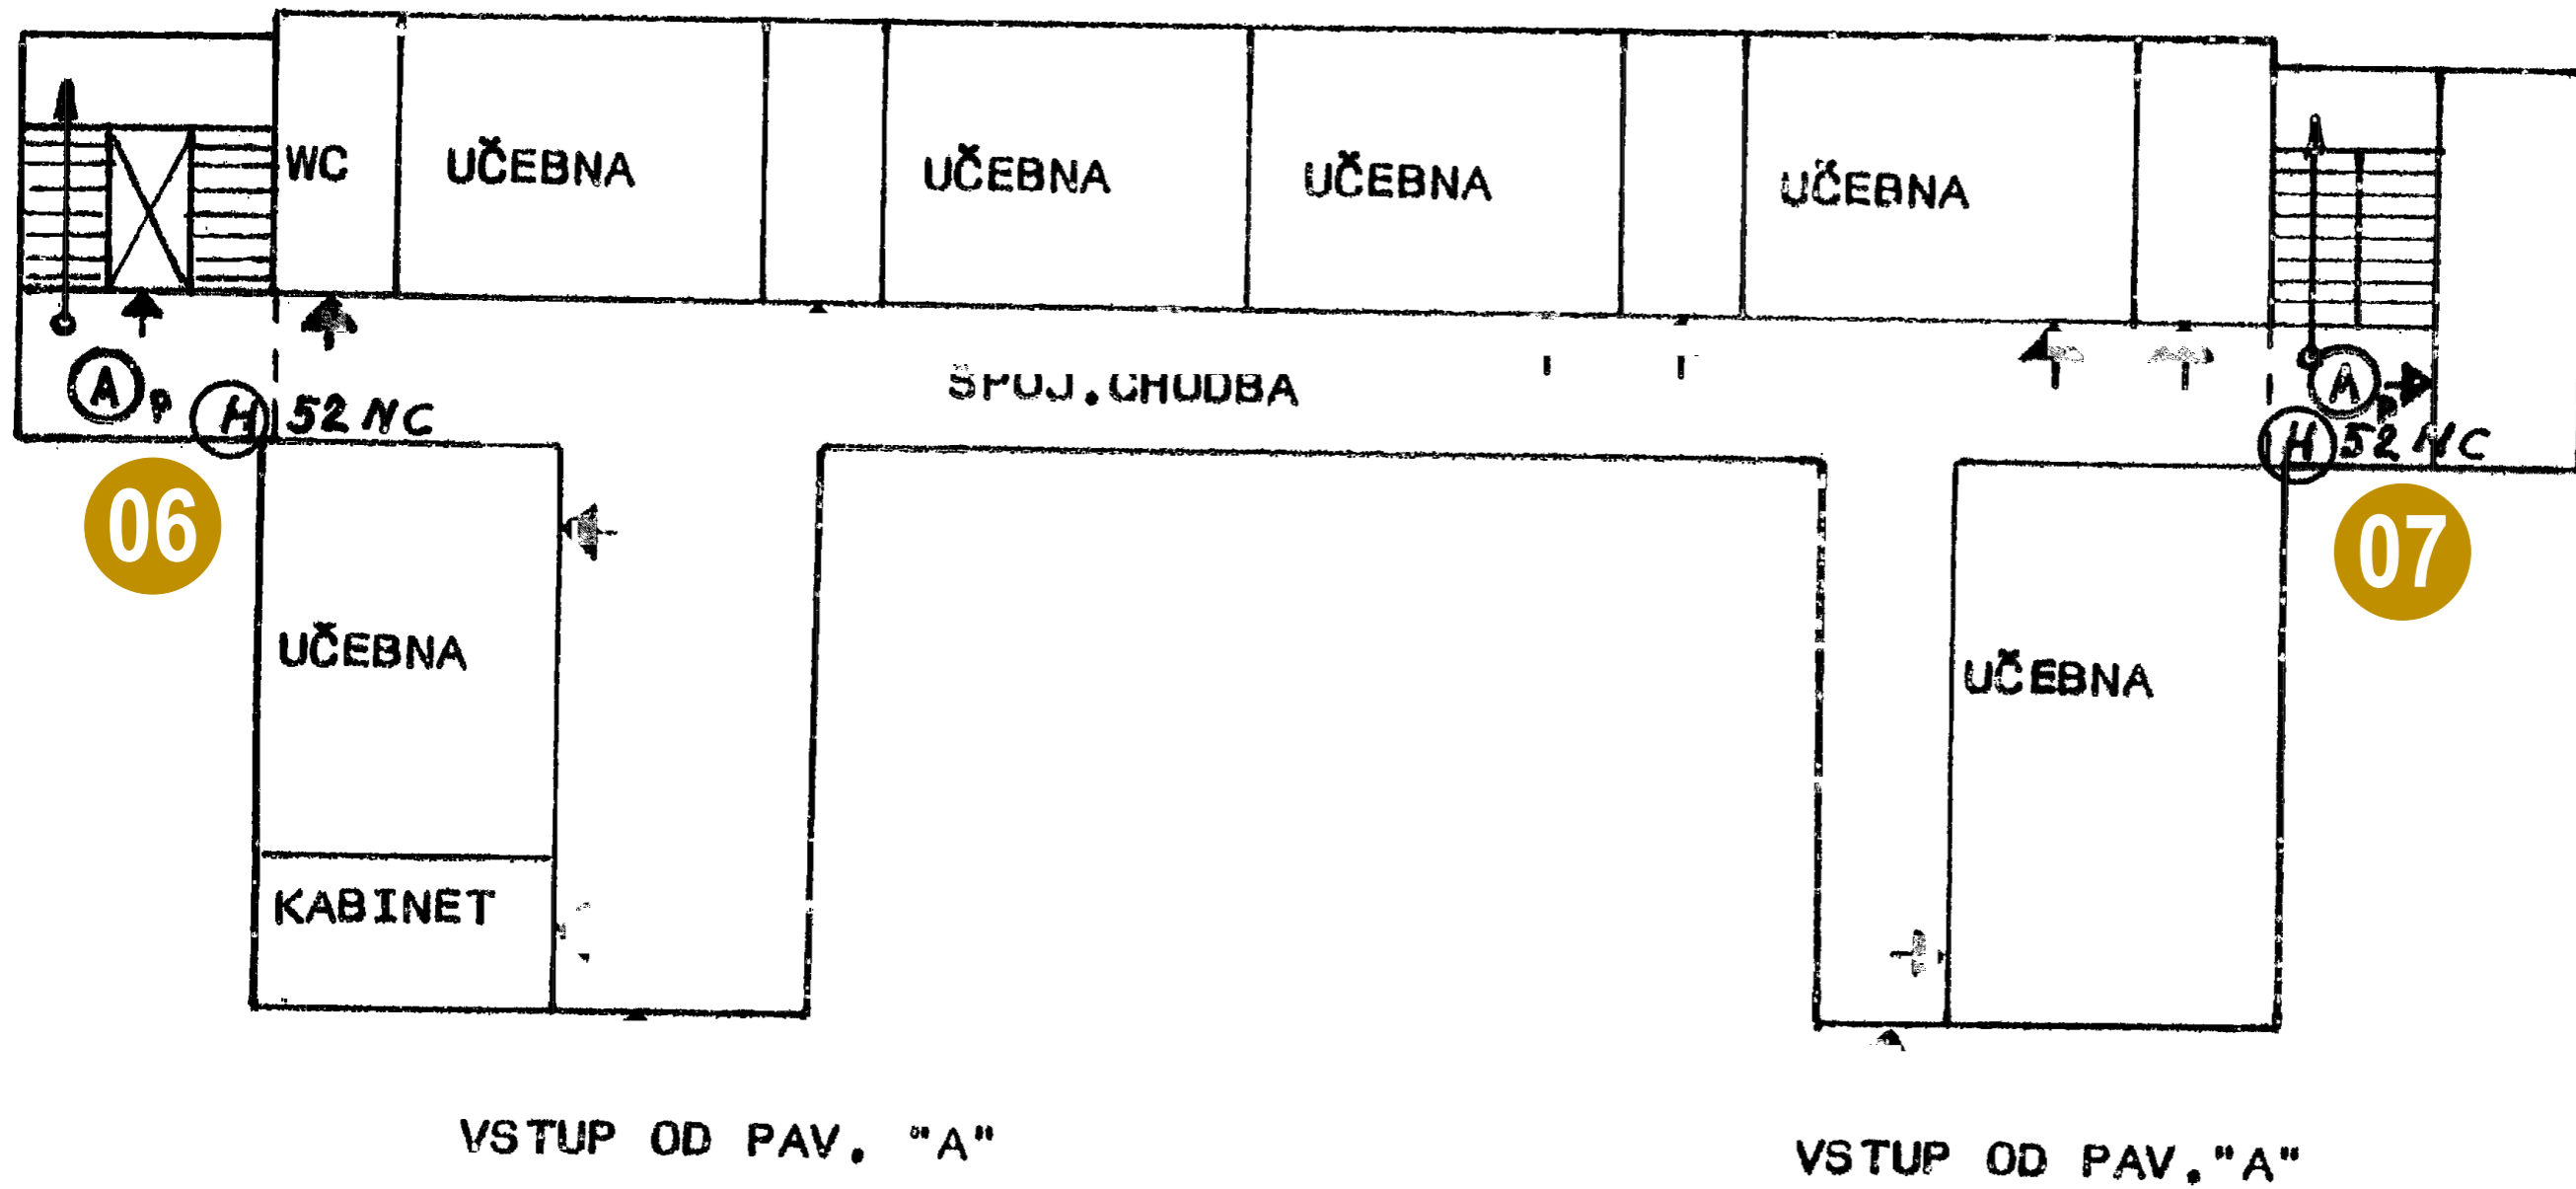 WC
UČEBNA
UČEBNA
UČEBNA
UČEBNA
SPOJ.CHODBA
A
p
H 52 NC
A
p
H 52 NC
06
07
UČEBNA
UČEBNA
KABINET
VSTUP OD PAV. "A"
VSTUP OD PAV."A"